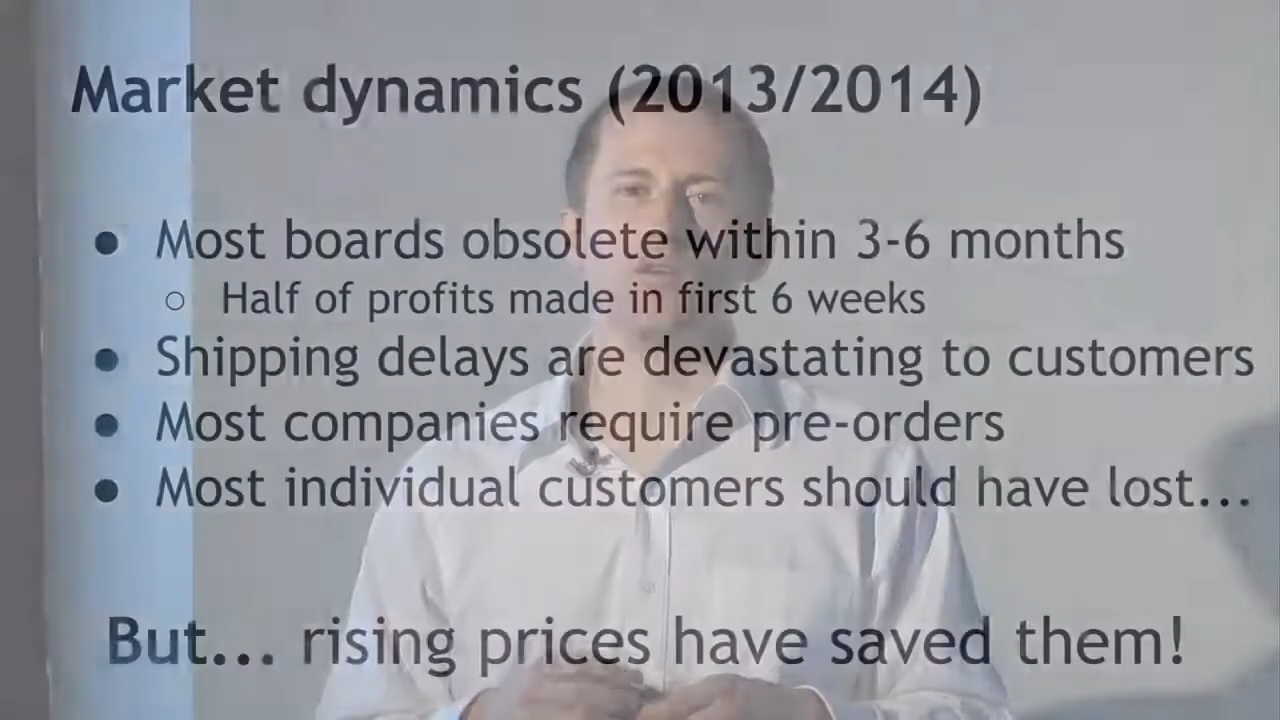 Market dynamics (2013/2014)
● Most boards obsolete within 3-6 months
○ Half of profits made in first 6 weeks
● Shipping delays are devastating to customers
● Most companies require pre-orders
● Most individual customers should have lost...
But... rising prices have saved them!